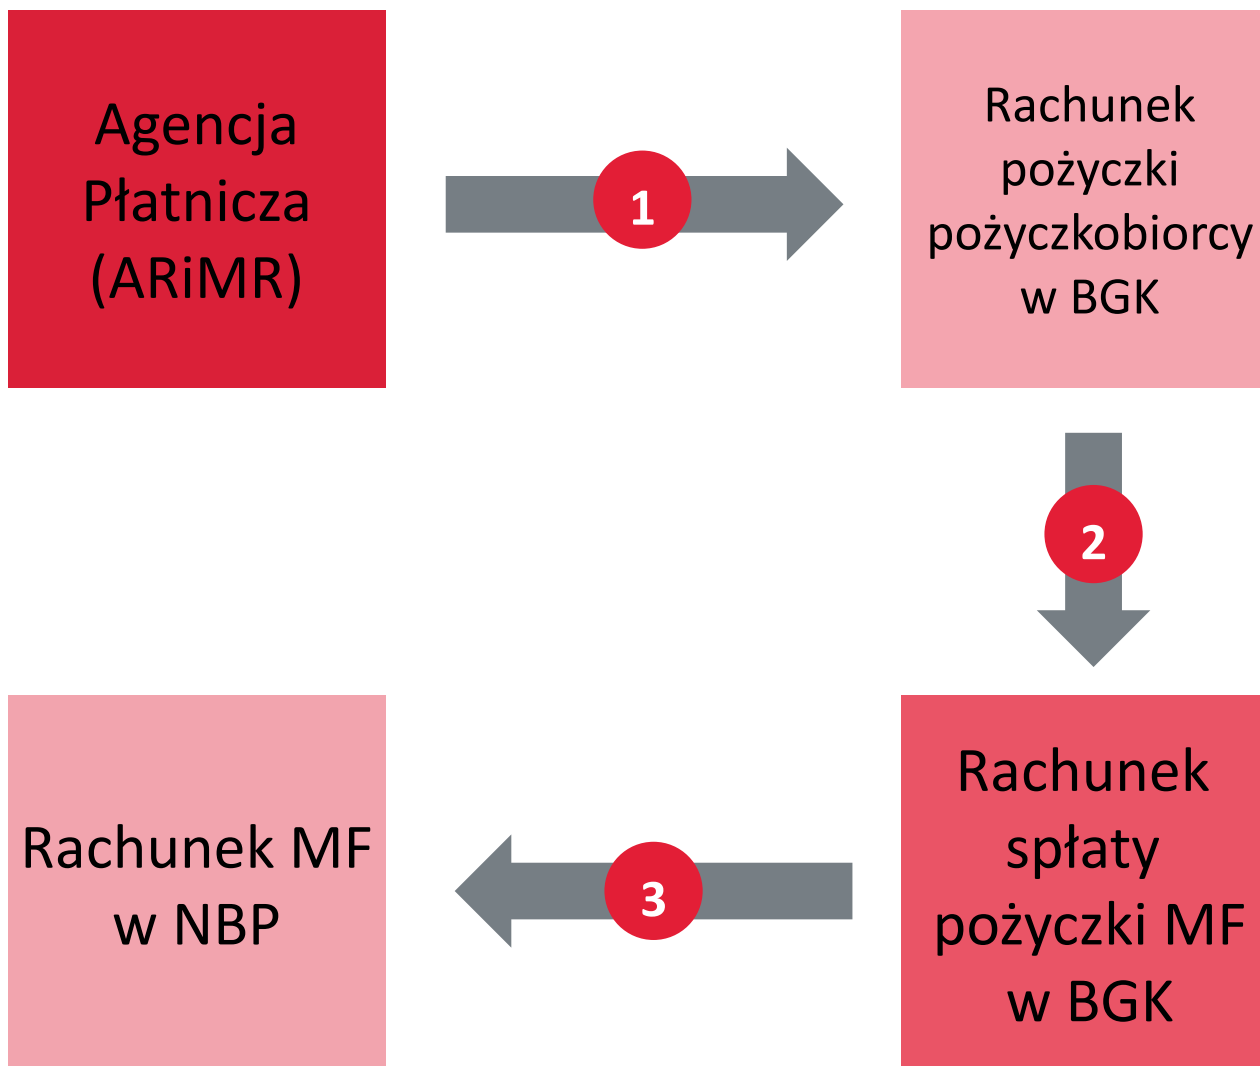 Agencja
Płatnicza
(ARiMR)
1
Rachunek
pożyczki
pożyczkobiorcy
w BGK
2
Rachunek
spłaty
pożyczki MF
w BGK
3
Rachunek MF
w NBP